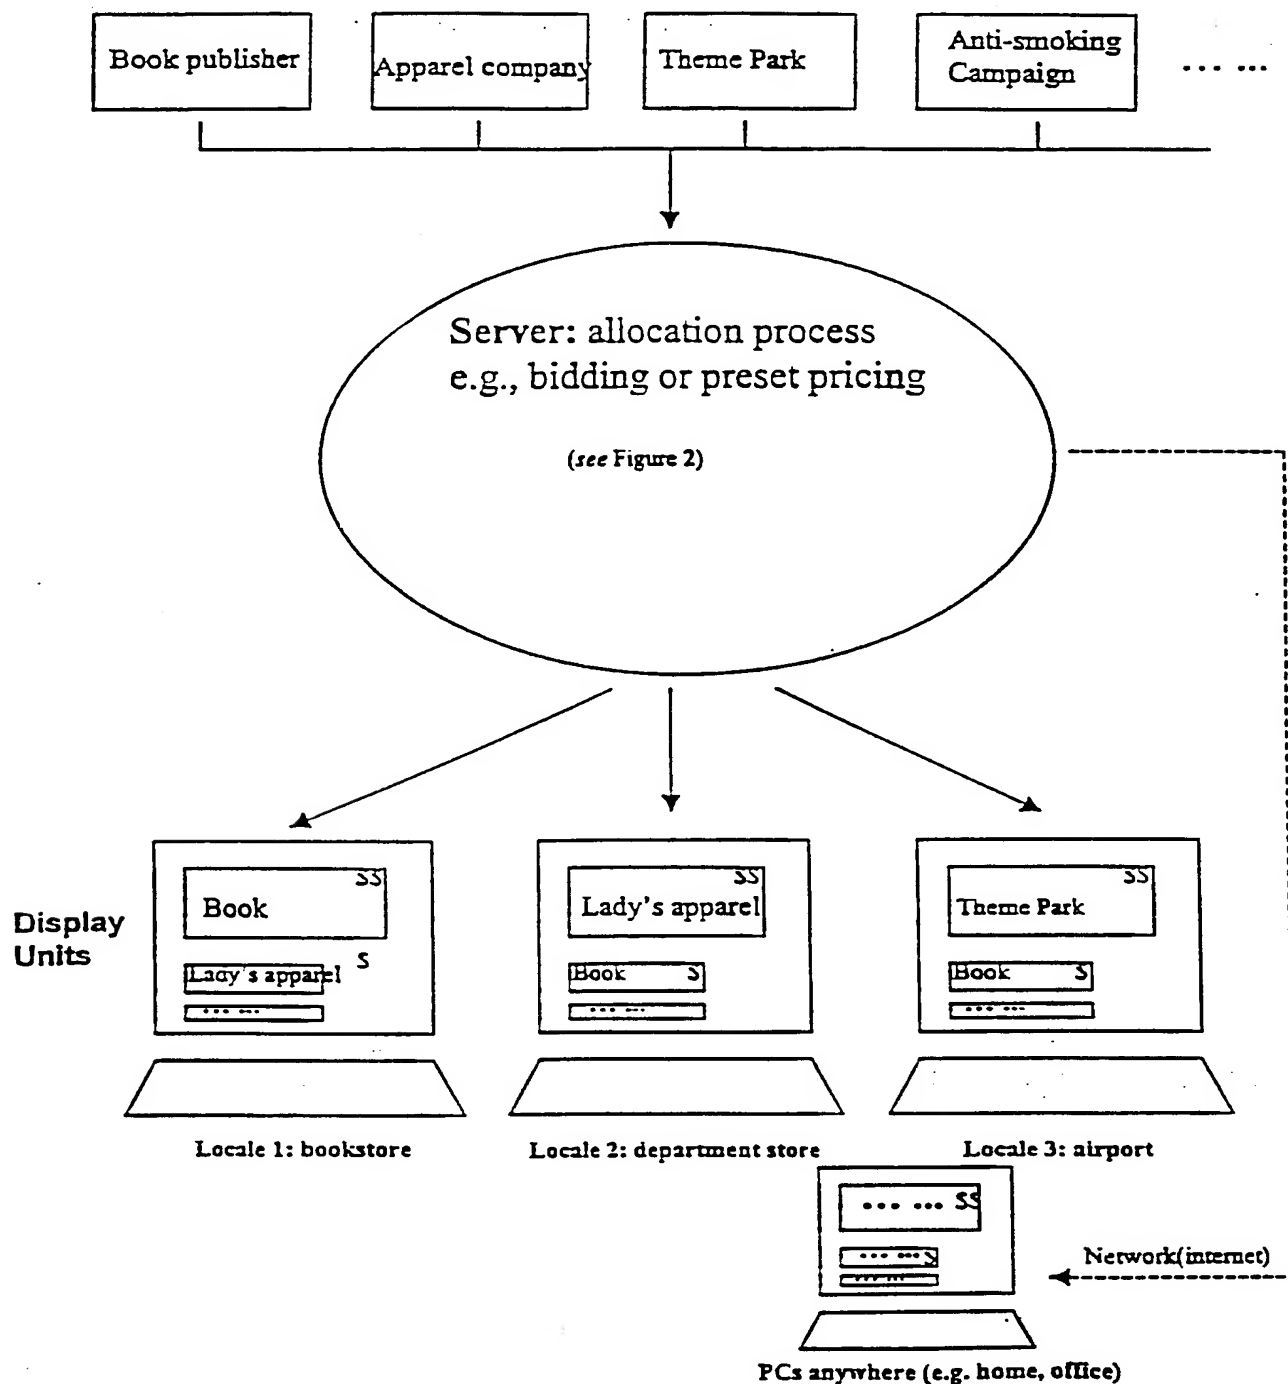 Book publisher
Apparel company
Theme Park
Anti-smoking
Campaign
... ...
Server: allocation process
e.g., bidding or preset pricing
(see Figure 2)
Display
Units
SS
Book
S
Lady's apparel
... ...
SS
Lady's apparel
Book S
... ...
SS
Theme Park
Book S
... ...
Locale 1: bookstore
Locale 2: department store
Locale 3: airport
... ... SS
... ... S
... ...
Network(internet)
PCs anywhere (e.g. home, office)